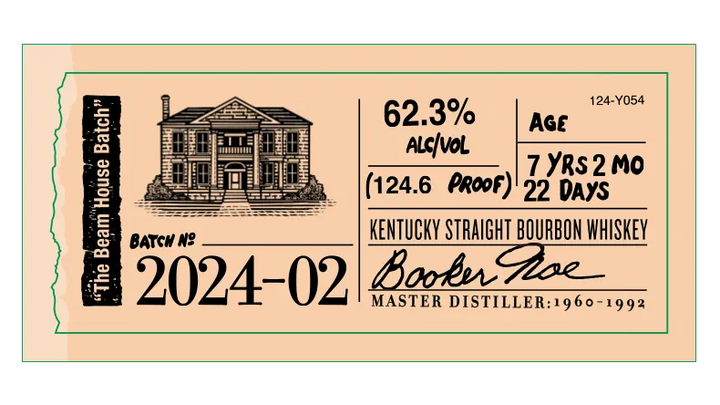 "The Beam House Batch"
BATCH Nº
2024-02
62.3%
ALC/VOL
(124.6 PROOF)
124-Y054
AGE
7 YRS 2 MO
22 DAYS
KENTUCKY STRAIGHT BOURBON WHISKEY
Booker Noe
MASTER DISTILLER:1960-1992